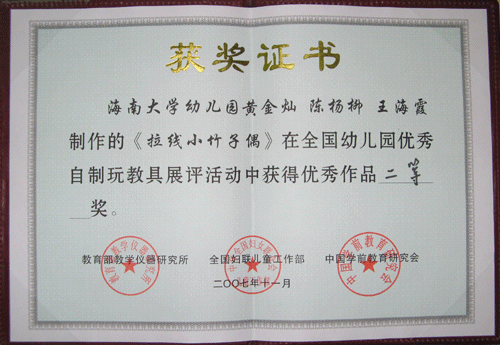 获奖证书
海南大学幼儿园黄金灿 陈杨柳 王海霞
制作的《拉线小竹子偶》在全国幼儿园优秀
自制玩教具展评活动中获得优秀作品二等
奖。
教育部教学仪器研究所 全国妇联儿童工作部 中国学前教育研究会
二〇〇七年十一月